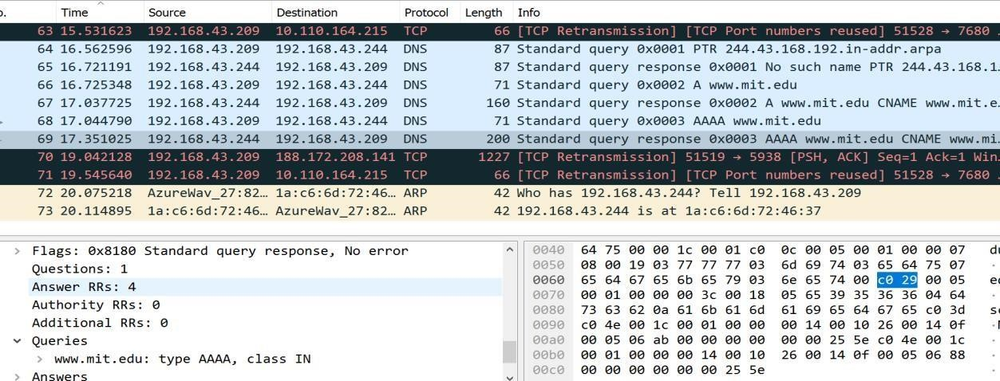 o. Time Source Destination Protocol Length Info
63 15.531623 192.168.43.209 10.110.164.215 TCP 66 [TCP Retransmission] [TCP Port numbers reused] 51528 → 7680
64 16.562596 192.168.43.209 192.168.43.244 DNS 87 Standard query 0x0001 PTR 244.43.168.192.in-addr.arpa
65 16.721191 192.168.43.244 192.168.43.209 DNS 87 Standard query response 0x0001 No such name PTR 244.43.168.1
66 16.725348 192.168.43.209 192.168.43.244 DNS 71 Standard query 0x0002 A www.mit.edu
67 17.037725 192.168.43.244 192.168.43.209 DNS 160 Standard query response 0x0002 A www.mit.edu CNAME www.mit.e
68 17.044790 192.168.43.209 192.168.43.244 DNS 71 Standard query 0x0003 AAAA www.mit.edu
69 17.351025 192.168.43.244 192.168.43.209 DNS 200 Standard query response 0x0003 AAAA www.mit.edu CNAME www.mi
70 19.042128 192.168.43.209 188.172.208.141 TCP 1227 [TCP Retransmission] 51519 → 5938 [PSH, ACK] Seq=1 Ack=1 Win
71 19.545640 192.168.43.209 10.110.164.215 TCP 66 [TCP Retransmission] [TCP Port numbers reused] 51528 → 7680
72 20.075218 AzureWav_27:82… 1a:c6:6d:72:46… ARP 42 Who has 192.168.43.244? Tell 192.168.43.209
73 20.114895 1a:c6:6d:72:46… AzureWav_27:82… ARP 42 192.168.43.244 is at 1a:c6:6d:72:46:37
Flags: 0x8180 Standard query response, No error
Questions: 1
Answer RRs: 4
Authority RRs: 0
Additional RRs: 0
Queries
www.mit.edu: type AAAA, class IN
Answers
0040 64 75 00 00 1c 00 01 c0 0c 00 05 00 01 00 00 07 du
0050 08 00 19 03 77 77 77 03 6d 69 74 03 65 64 75 07
0060 65 64 67 65 6b 65 79 03 6e 65 74 00 c0 29 00 05
0070 00 01 00 00 00 3c 00 18 05 65 39 35 36 36 04 64
0080 73 63 62 0a 61 6b 61 6d 61 69 65 64 67 65 c0 3d
0090 c0 4e 00 1c 00 01 00 00 00 14 00 10 26 00 14 0f
00a0 00 05 06 ab 00 00 00 00 00 00 25 5e c0 4e 00 1c
00b0 00 01 00 00 00 14 00 10 26 00 14 0f 00 05 06 88
00c0 00 00 00 00 00 00 25 5e